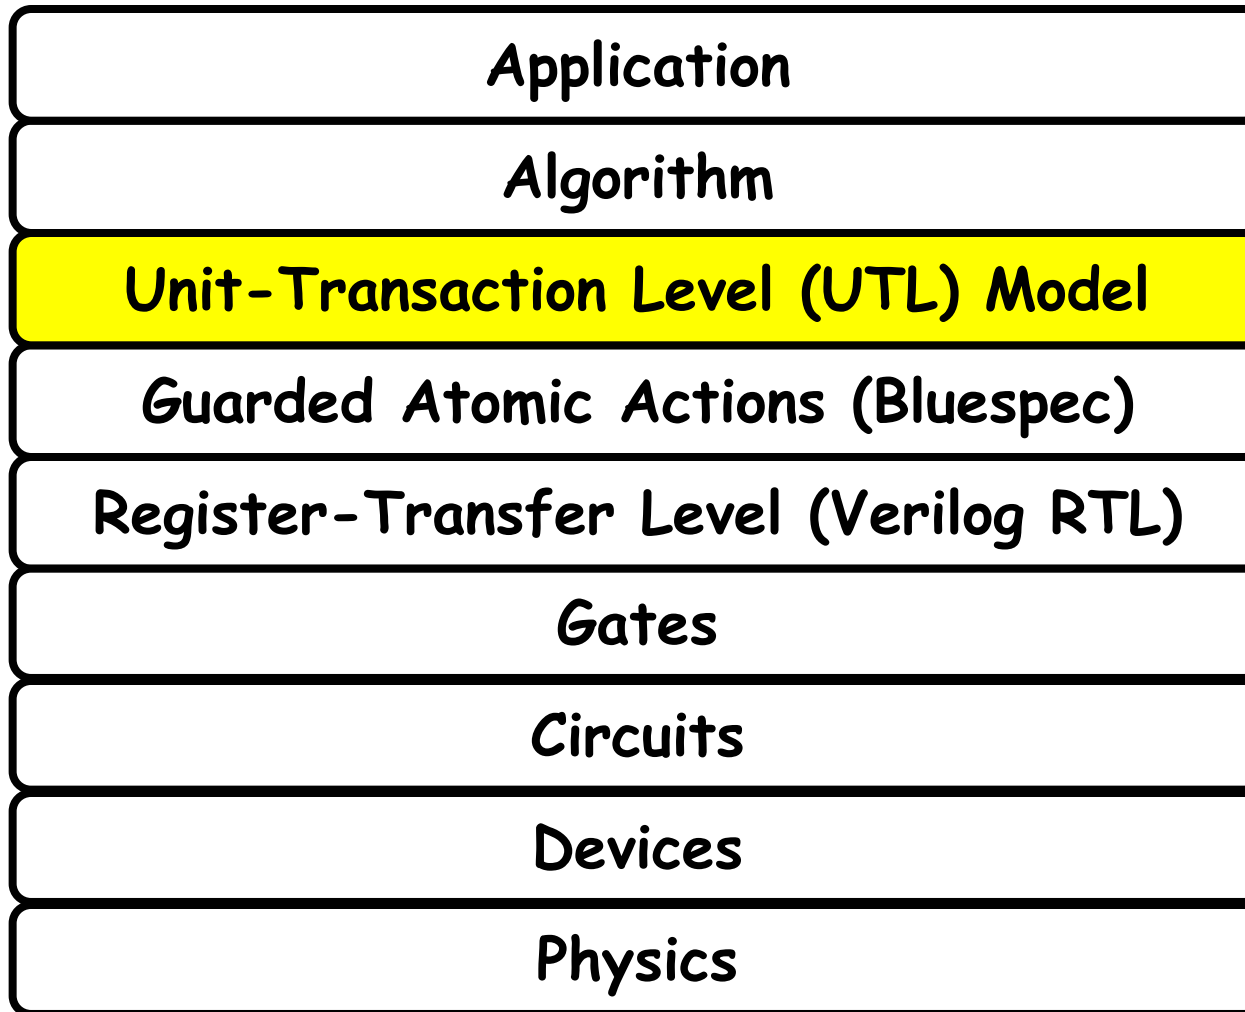 Application
Algorithm
Unit-Transaction Level (UTL) Model
Guarded Atomic Actions (Bluespec)
Register-Transfer Level (Verilog RTL)
Gates
Circuits
Devices
Physics